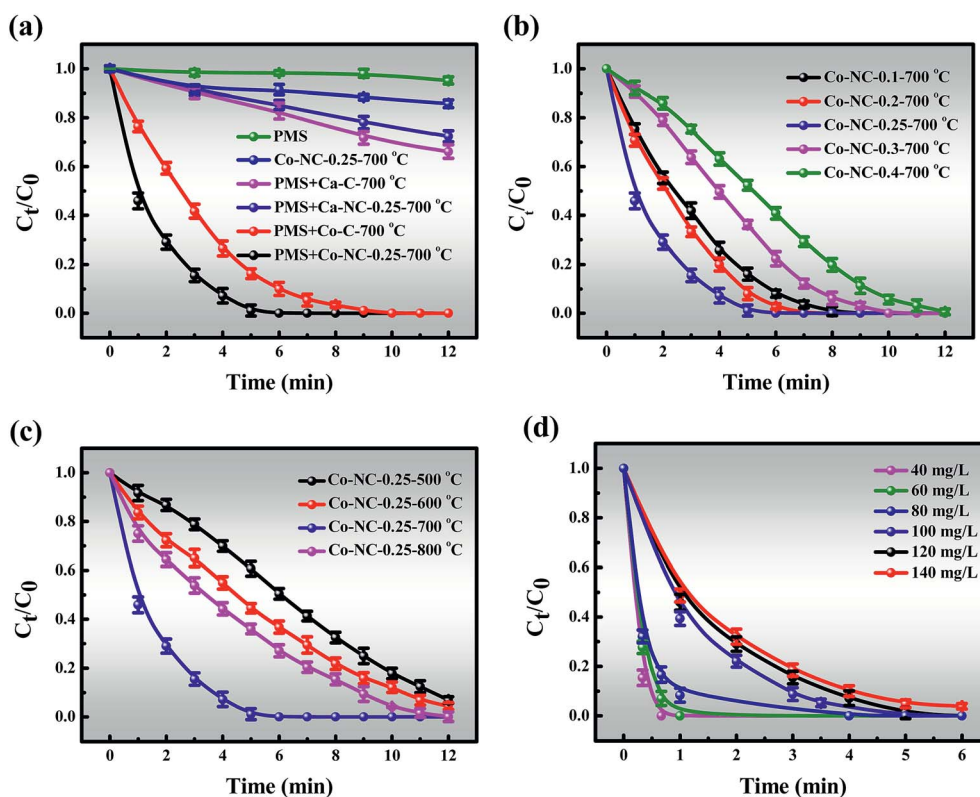 (a)
C_t/C_0
1.0
0.8
0.6
0.4
0.2
0.0
PMS
Co-NC-0.25-700 °C
PMS+Ca-C-700 °C
PMS+Ca-NC-0.25-700 °C
PMS+Co-C-700 °C
PMS+Co-NC-0.25-700 °C
0 2 4 6 8 10 12
Time (min)
(b)
C_t/C_0
1.0
0.8
0.6
0.4
0.2
0.0
Co-NC-0.1-700 °C
Co-NC-0.2-700 °C
Co-NC-0.25-700 °C
Co-NC-0.3-700 °C
Co-NC-0.4-700 °C
0 2 4 6 8 10 12
Time (min)
(c)
C_t/C_0
1.0
0.8
0.6
0.4
0.2
0.0
Co-NC-0.25-500 °C
Co-NC-0.25-600 °C
Co-NC-0.25-700 °C
Co-NC-0.25-800 °C
0 2 4 6 8 10 12
Time (min)
(d)
C_t/C_0
1.0
0.8
0.6
0.4
0.2
0.0
40 mg/L
60 mg/L
80 mg/L
100 mg/L
120 mg/L
140 mg/L
0 1 2 3 4 5 6
Time (min)